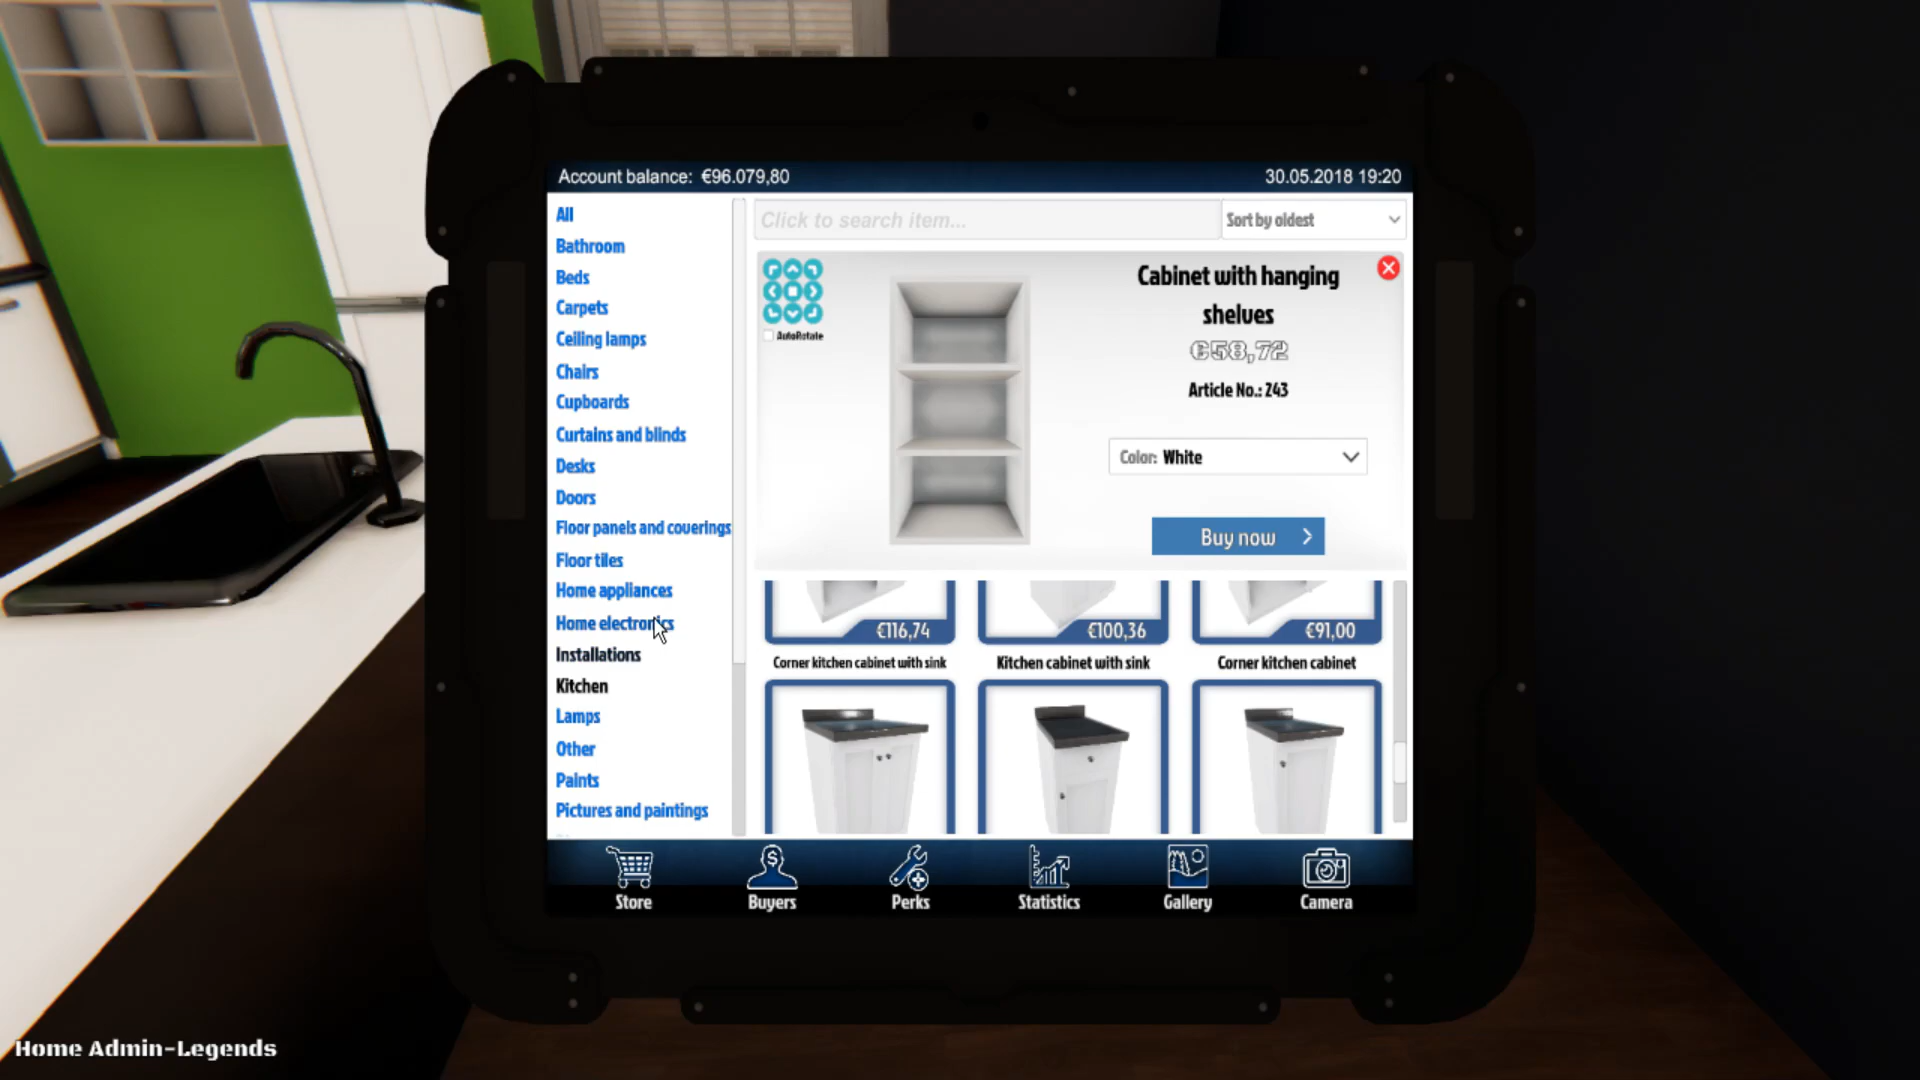 Account balance: €96.079,80
30.05.2018 19:20
All
Bathroom
Beds
Carpets
Ceiling lamps
Chairs
Cupboards
Curtains and blinds
Desks
Doors
Floor panels and coverings
Floor tiles
Home appliances
Home electronics
Installations
Kitchen
Lamps
Other
Paints
Pictures and paintings
Click to search item...
Sort by oldest
AutoRotate
Cabinet with hanging
shelves
€58,72
Article No.: 243
Color: White
Buy now
€116,74
€100,36
€91,00
Corner kitchen cabinet with sink
Kitchen cabinet with sink
Corner kitchen cabinet
Store
Buyers
Perks
Statistics
Gallery
Camera
Home Admin-Legends